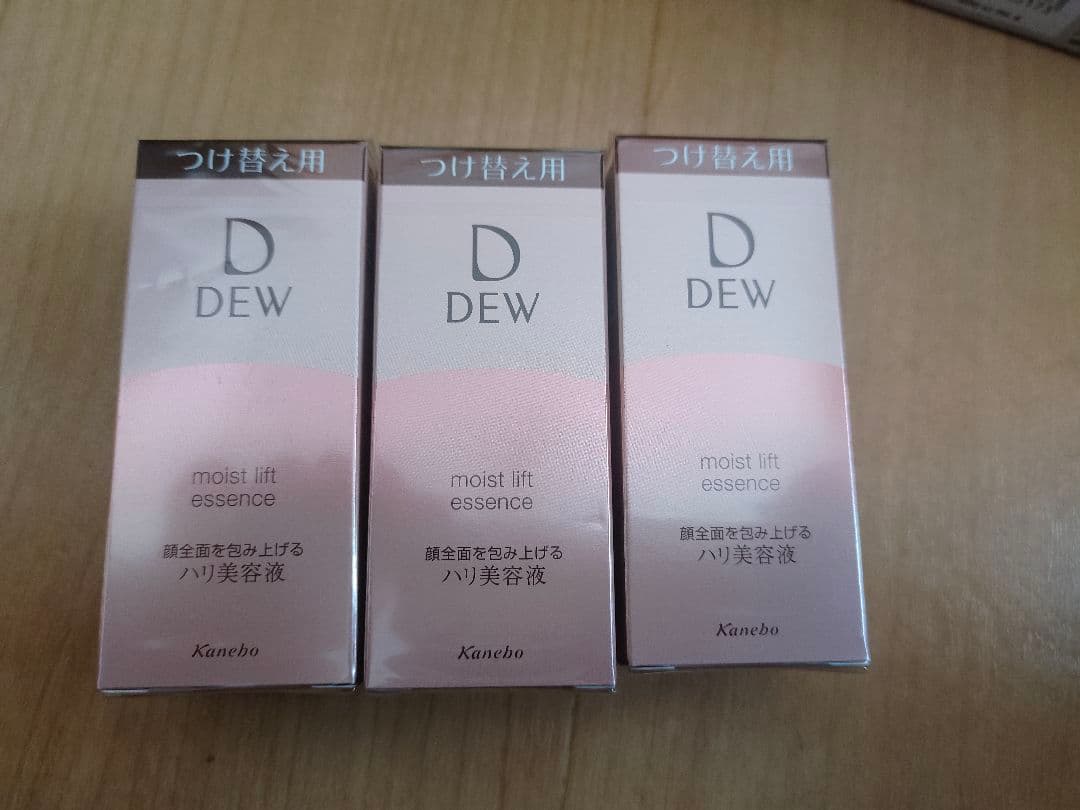 つけ替え用
D
DEW
moist lift
essence
顔全面を包み上げる
ハリ美容液
Kanebo
つけ替え用
D
DEW
moist lift
essence
顔全面を包み上げる
ハリ美容液
Kanebo
つけ替え用
D
DEW
moist lift
essence
顔全面を包み上げる
ハリ美容液
Kanebo